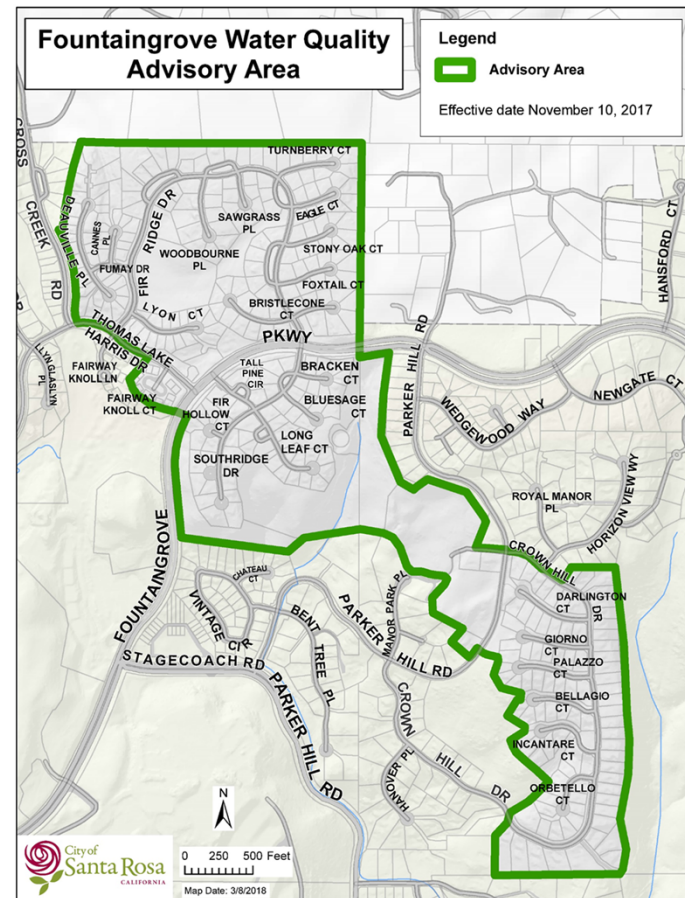 Fountaingrove Water Quality
Advisory Area
Legend
Advisory Area
Effective date November 10, 2017
CROSS
CREEK
RD
DEAUVILLE PL
CANNES
PL
FUMAY DR
FIR
RIDGE DR
TURNBERRY CT
SAWGRASS
PL
EAGLE CT
WOODBOURNE
PL
STONY OAK CT
FOXTAIL CT
LYON CT
BRISTLECONE
CT
HANSFORD CT
THOMAS LAKE
HARRIS DR
PKWY
LLYN GLASLYN
PL
FAIRWAY
KNOLL LN
FAIRWAY
KNOLL CT
TALL
PINE
CIR
BRACKEN
CT
BLUESAGE
CT
FIR
HOLLOW
CT
LONG
LEAF CT
SOUTHRIDGE
DR
PARKER HILL RD
WEDGEWOOD WAY
NEWGATE CT
ROYAL MANOR
PL
HORIZON VIEW WY
FOUNTAINGROVE
CROWN HILL
DR
DARLINGTON
CT
CHATEAU
CT
VINTAGE CIR
BENT
TREE PL
PARKER
HILL RD
MANOR PARK PL
GIORNO
CT
PALAZZO
CT
BELLAGIO
CT
STAGECOACH RD
PARKER HILL RD
CROWN
HILL
DR
HANOVER PL
INCANTARE
CT
ORBETELLO
CT
N
City of
Santa Rosa
CALIFORNIA
0 250 500 Feet
Map Date: 3/8/2018